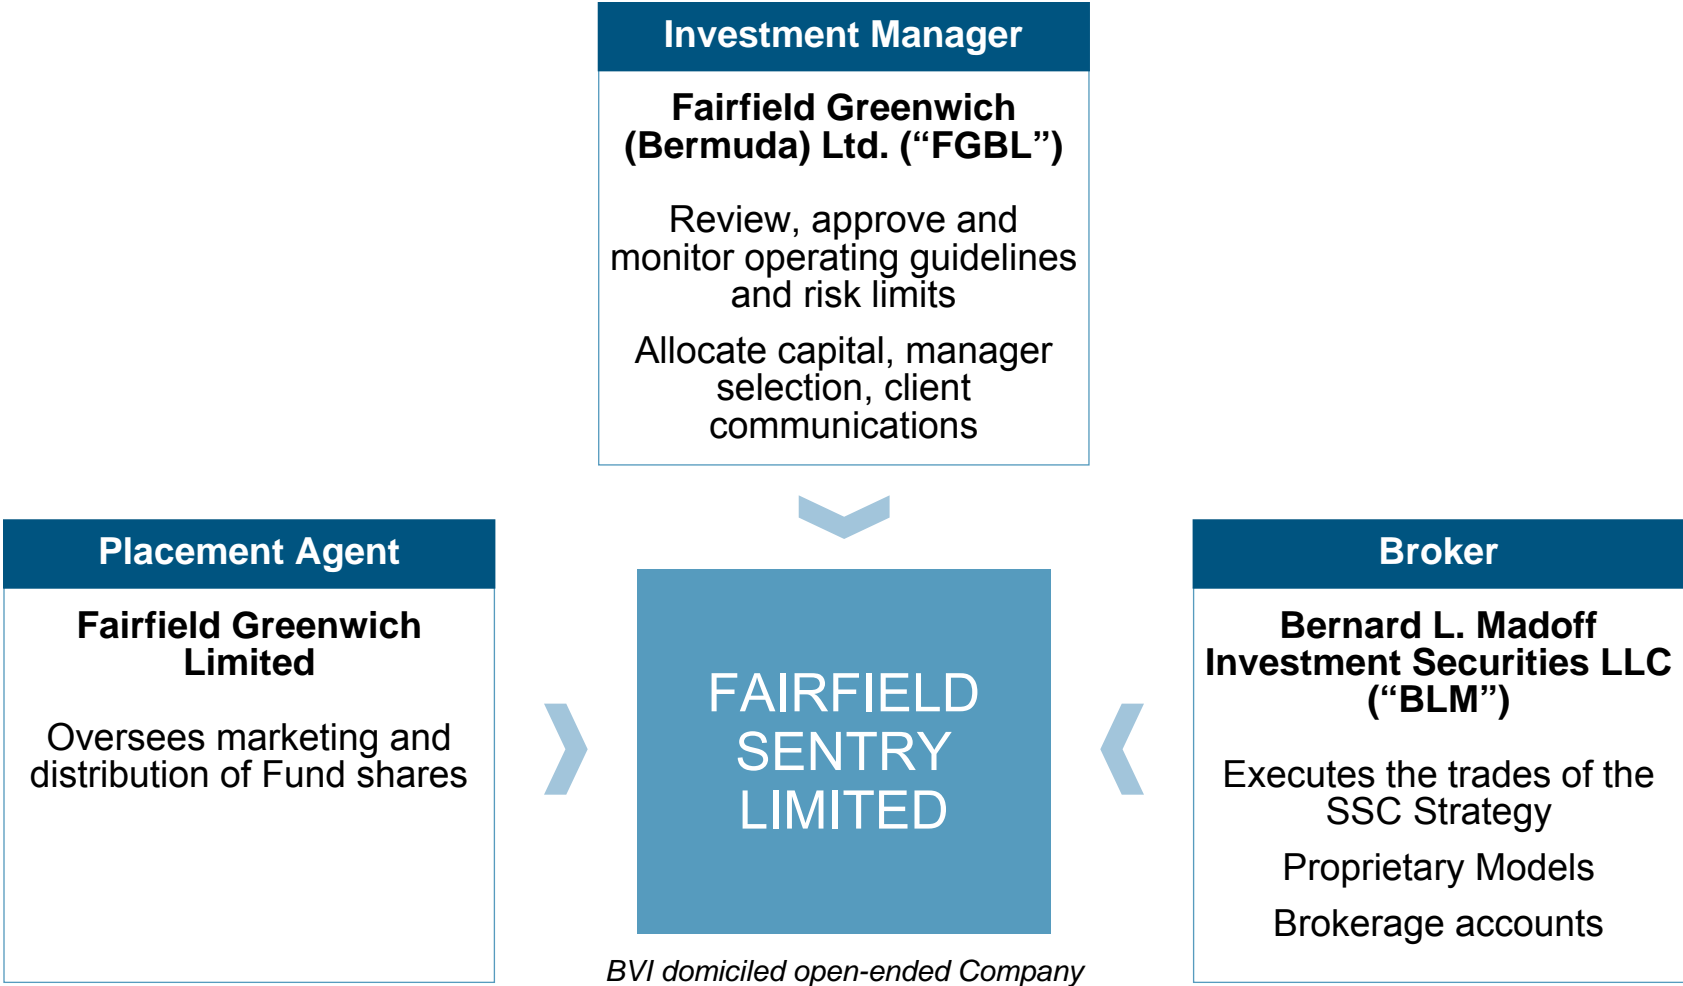 Investment Manager
Fairfield Greenwich
(Bermuda) Ltd. (“FGBL”)
Review, approve and
monitor operating guidelines
and risk limits
Allocate capital, manager
selection, client
communications
Placement Agent
Fairfield Greenwich
Limited
Oversees marketing and
distribution of Fund shares
FAIRFIELD
SENTRY
LIMITED
BVI domiciled open-ended Company
Broker
Bernard L. Madoff
Investment Securities LLC
(“BLM”)
Executes the trades of the
SSC Strategy
Proprietary Models
Brokerage accounts